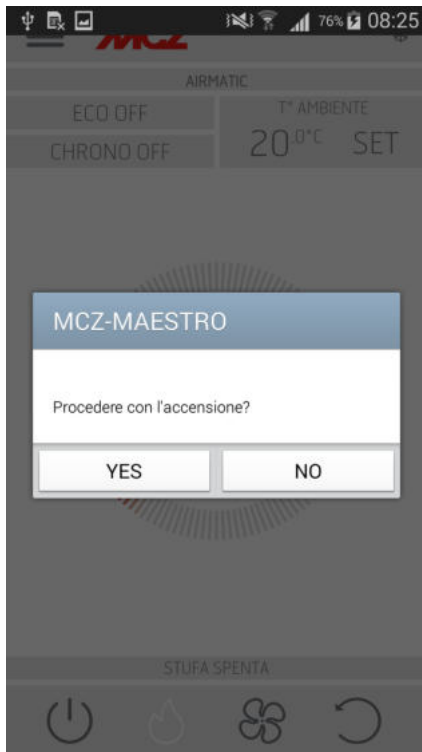 76% 08:25
MCZ
AIRMATIC
ECO OFF
T° AMBIENTE
CHRONO OFF
20.0°C SET
MCZ-MAESTRO
Procedere con l'accensione?
YES NO
STUFA SPENTA